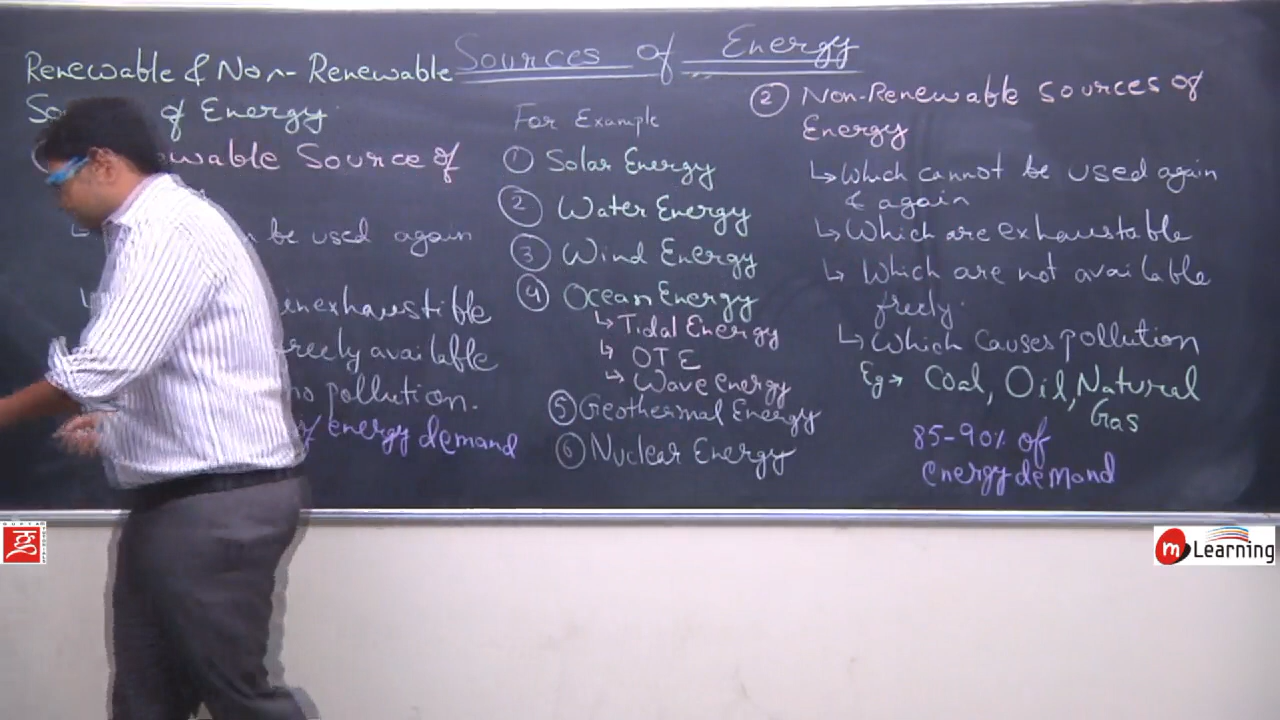 Sources of Energy
Renewable & Non-Renewable
of Energy
Source of
be used again
inexhaustible
freely available
no pollution.
of energy demand
For Example
① Solar Energy
② Water Energy
③ Wind Energy
④ Ocean Energy
↳ Tidal Energy
↳ OTE
↳ Wave energy
⑤ Geothermal Energy
⑥ Nuclear Energy
② Non-Renewable Sources of
Energy
↳ Which cannot be used again
& again
↳ Which are exhaustable
↳ Which are not available
freely.
↳ Which causes pollution
Eg → Coal, Oil, Natural
Gas
85-90% of
energy demand
m Learning